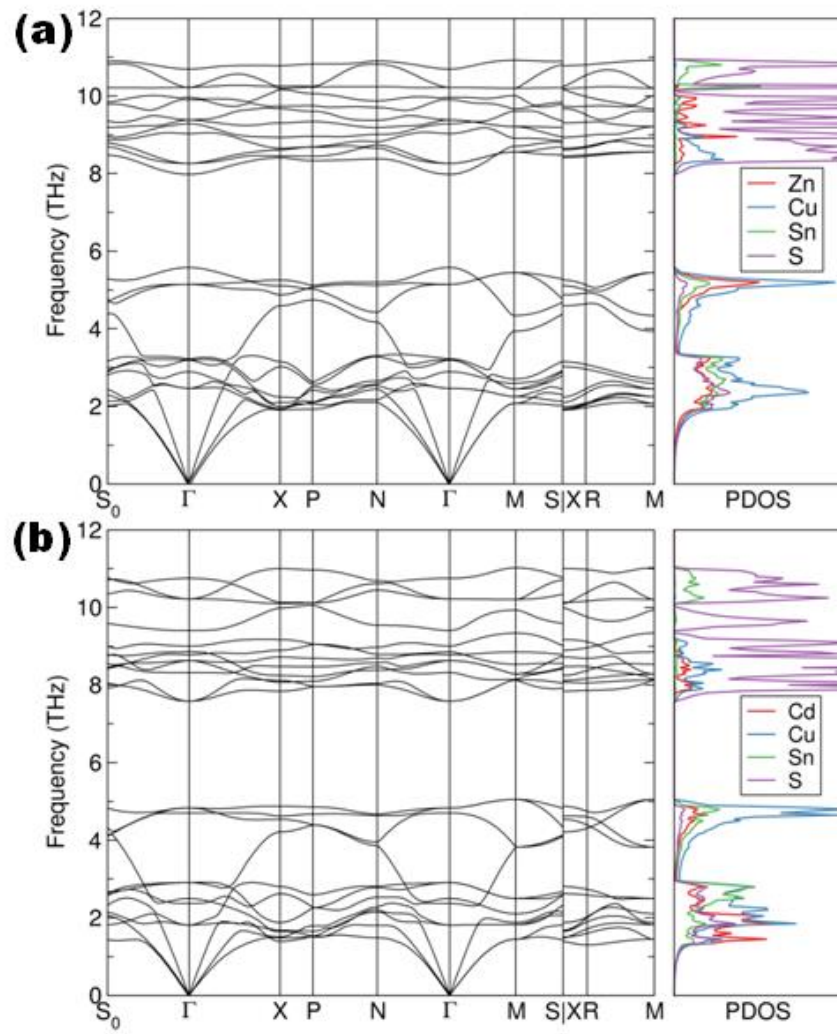 (a)
12
10
8
6
4
2
0
Frequency (THz)
S0 Γ X P N Γ M S|X R M
Zn
Cu
Sn
S
PDOS
(b)
12
10
8
6
4
2
0
Frequency (THz)
S0 Γ X P N Γ M S|X R M
Cd
Cu
Sn
S
PDOS